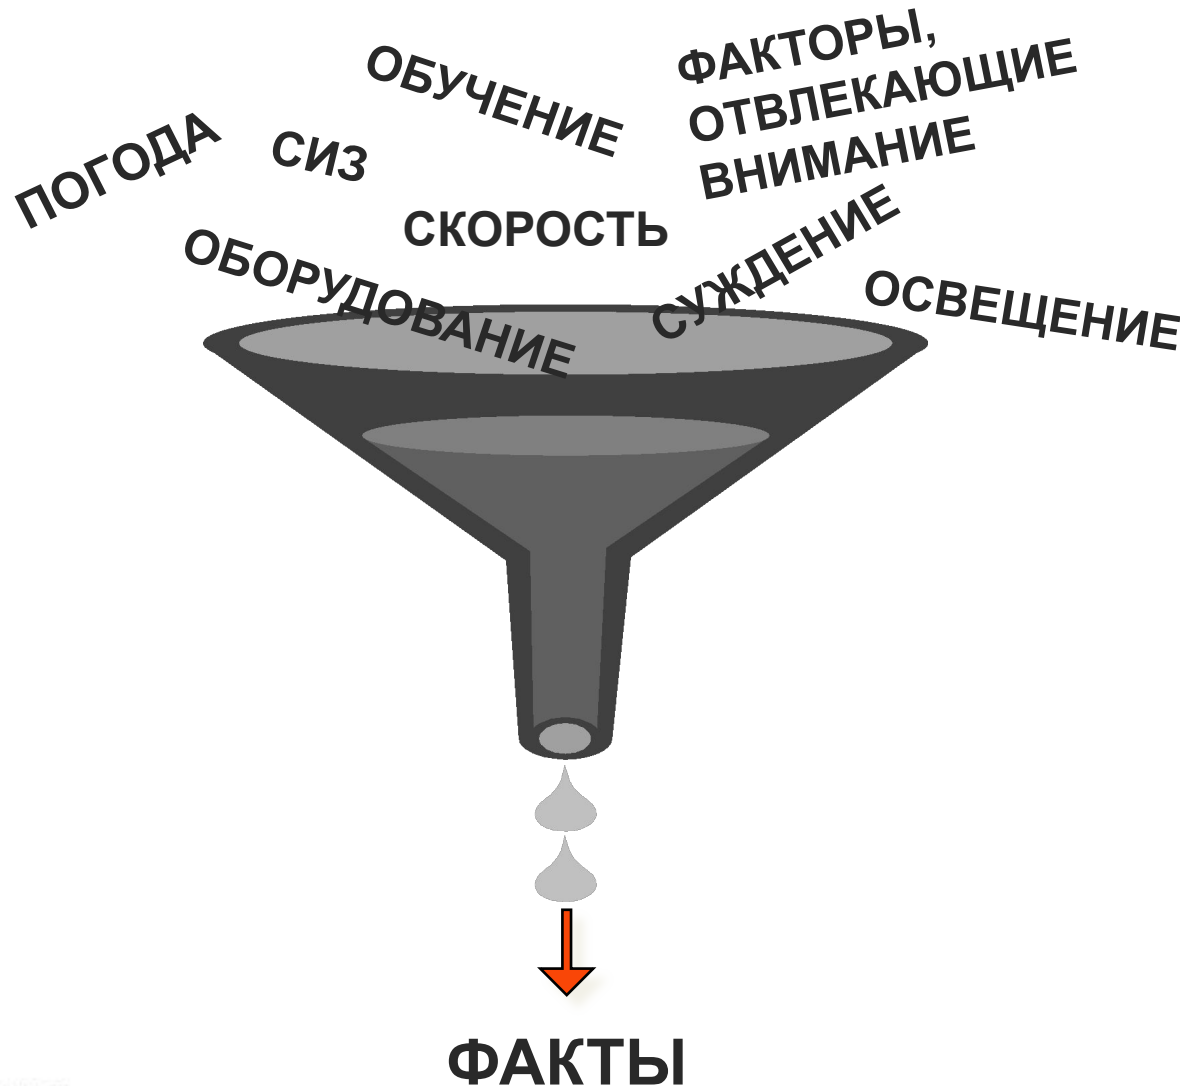 ОБУЧЕНИЕ
ФАКТОРЫ,
ОТВЛЕКАЮЩИЕ
ВНИМАНИЕ
ПОГОДА
СИЗ
СКОРОСТЬ
ОБОРУДОВАНИЕ
СУЖДЕНИЕ
ОСВЕЩЕНИЕ
ФАКТЫ